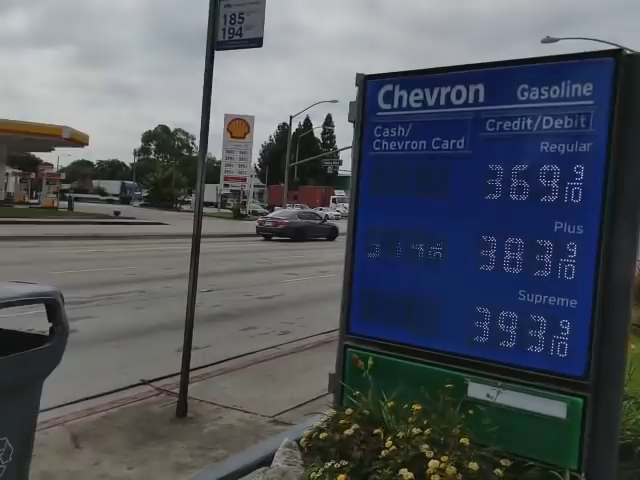 185
194
Chevron Gasoline
Cash/
Chevron Card
Credit/Debit
Regular
369 9/10
Plus
383 9/10
Supreme
393 9/10